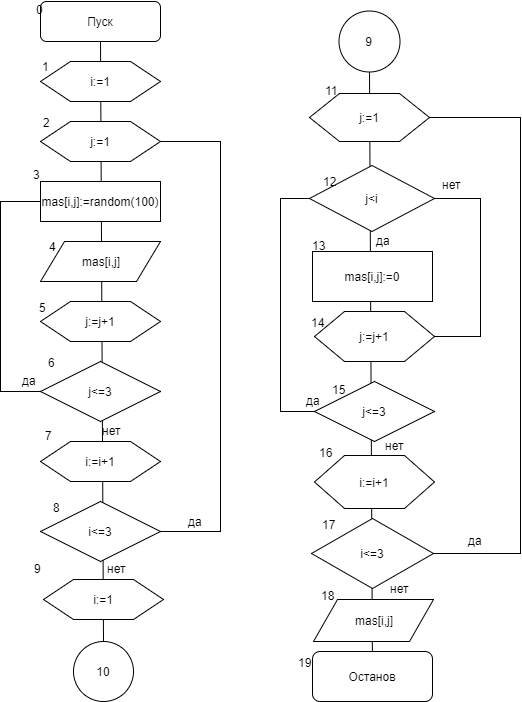 0
Пуск
1
i:=1
2
j:=1
3
mas[i,j]:=random(100)
4
mas[i,j]
5
j:=j+1
6
j<=3
да
нет
7
i:=i+1
8
i<=3
да
нет
9
i:=1
10
9
11
j:=1
12
j<i
нет
да
13
mas[i,j]:=0
14
j:=j+1
15
j<=3
да
нет
16
i:=i+1
17
i<=3
да
нет
18
mas[i,j]
19
Останов